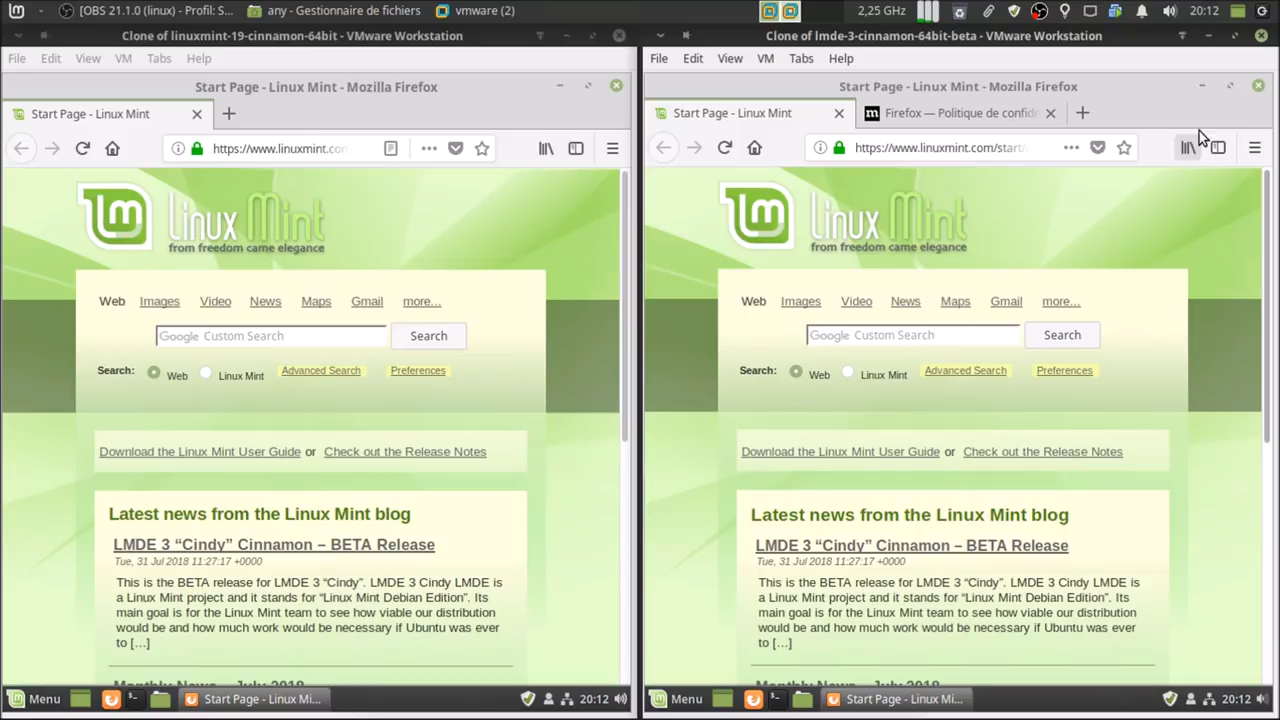 [OBS 21.1.0 (linux) - Profil: S...
any - Gestionnaire de fichiers
vmware (2)
2,25 GHz
20:12
Clone of linuxmint-19-cinnamon-64bit - VMware Workstation
File Edit View VM Tabs Help
Start Page - Linux Mint - Mozilla Firefox
Start Page - Linux Mint
https://www.linuxmint.co
lm Linux Mint
from freedom came elegance
Web Images Video News Maps Gmail more...
Google Custom Search Search
Search: Web Linux Mint Advanced Search Preferences
Download the Linux Mint User Guide or Check out the Release Notes
Latest news from the Linux Mint blog
LMDE 3 “Cindy” Cinnamon – BETA Release
Tue, 31 Jul 2018 11:27:17 +0000
This is the BETA release for LMDE 3 “Cindy”. LMDE 3 Cindy LMDE is
a Linux Mint project and it stands for “Linux Mint Debian Edition”. Its
main goal is for the Linux Mint team to see how viable our distribution
would be and how much work would be necessary if Ubuntu was ever
to […]
Monthly News – July 2018
Menu Start Page - Linux Mi... 20:12
Clone of lmde-3-cinnamon-64bit-beta - VMware Workstation
File Edit View VM Tabs Help
Start Page - Linux Mint - Mozilla Firefox
Start Page - Linux Mint
m Firefox — Politique de confide
https://www.linuxmint.com/start/
lm Linux Mint
from freedom came elegance
Web Images Video News Maps Gmail more...
Google Custom Search Search
Search: Web Linux Mint Advanced Search Preferences
Download the Linux Mint User Guide or Check out the Release Notes
Latest news from the Linux Mint blog
LMDE 3 “Cindy” Cinnamon – BETA Release
Tue, 31 Jul 2018 11:27:17 +0000
This is the BETA release for LMDE 3 “Cindy”. LMDE 3 Cindy LMDE is
a Linux Mint project and it stands for “Linux Mint Debian Edition”. Its
main goal is for the Linux Mint team to see how viable our distribution
would be and how much work would be necessary if Ubuntu was ever
to […]
Monthly News – July 2018
Menu Start Page - Linux Mi... 20:12